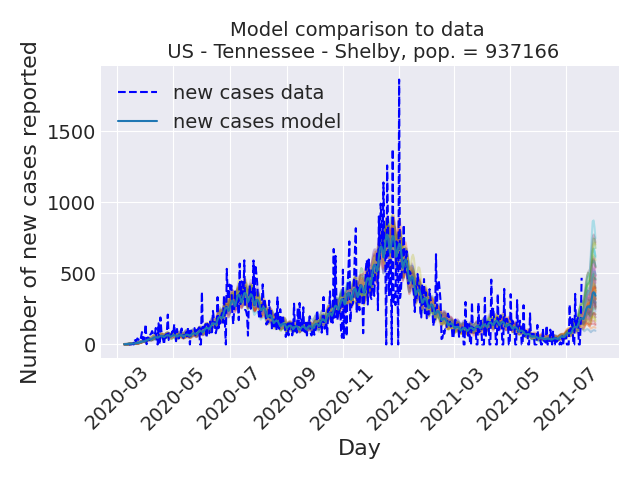 Model comparison to data
US - Tennessee - Shelby, pop. = 937166
Number of new cases reported
new cases data
new cases model
1500
1000
500
0
2020-03
2020-05
2020-07
2020-09
2020-11
2021-01
2021-03
2021-05
2021-07
Day